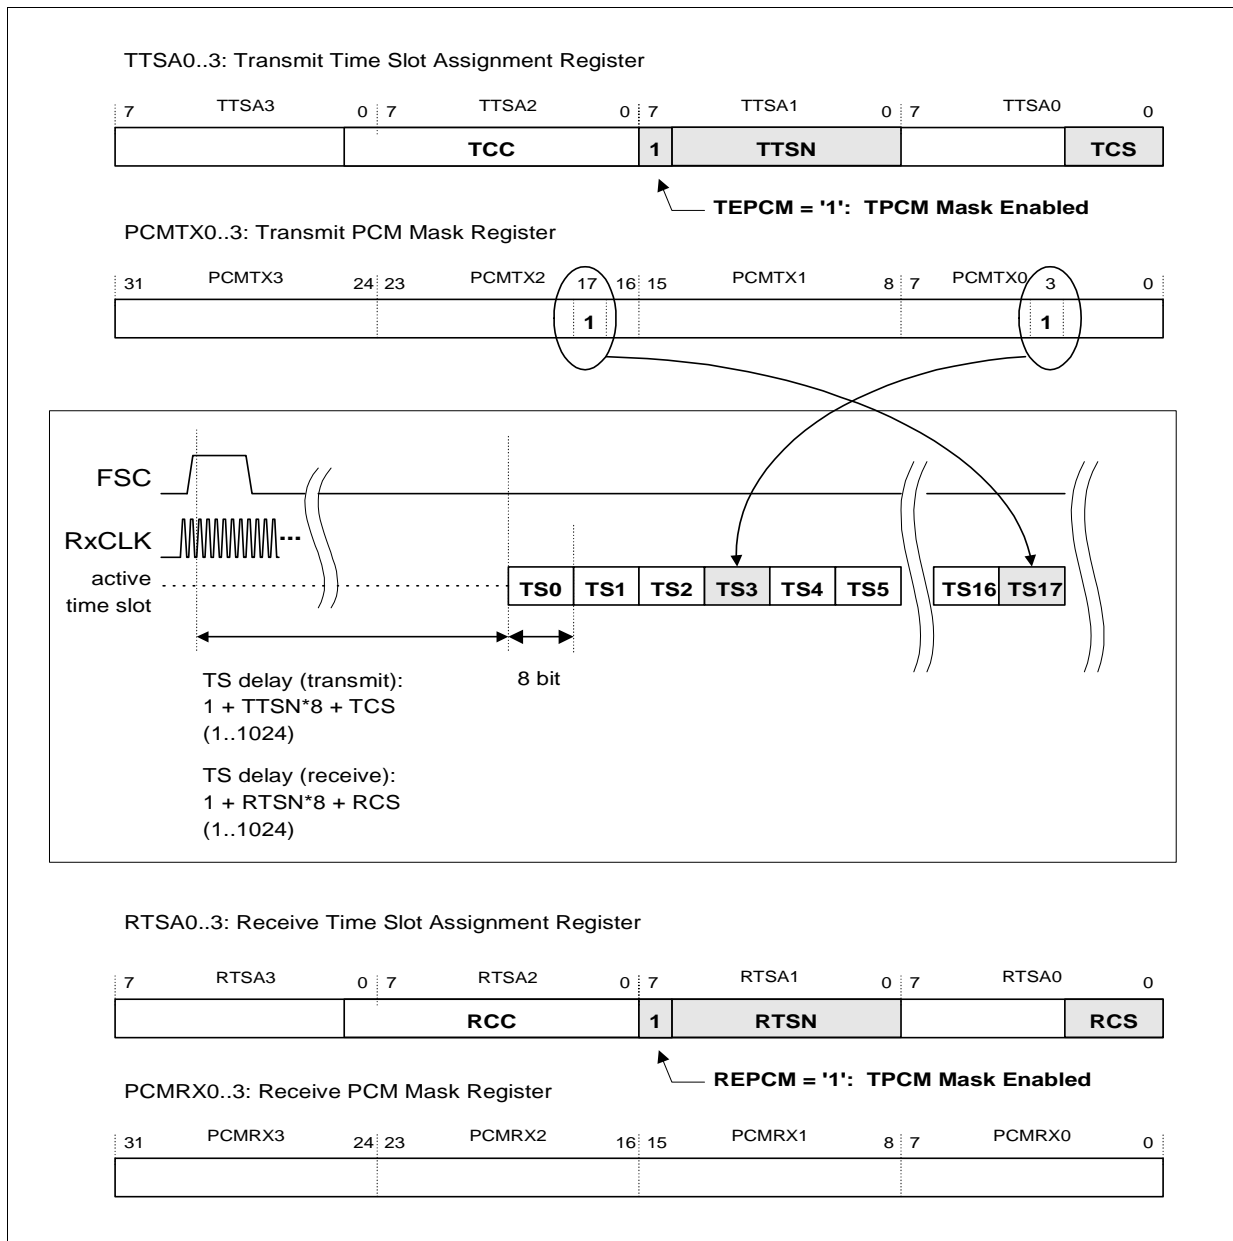 TTSA0..3: Transmit Time Slot Assignment Register
7 TTSA3 0 7 TTSA2 0 7 TTSA1 0 7 TTSA0 0
TCC 1 TTSN TCS
TEPCM = '1': TPCM Mask Enabled
PCMTX0..3: Transmit PCM Mask Register
31 PCMTX3 24 23 PCMTX2 17 16 15 PCMTX1 8 7 PCMTX0 3 0
1 1
FSC
RxCLK
active
time slot
TS0 TS1 TS2 TS3 TS4 TS5 TS16 TS17
TS delay (transmit):
1 + TTSN*8 + TCS
(1..1024)
8 bit
TS delay (receive):
1 + RTSN*8 + RCS
(1..1024)
RTSA0..3: Receive Time Slot Assignment Register
7 RTSA3 0 7 RTSA2 0 7 RTSA1 0 7 RTSA0 0
RCC 1 RTSN RCS
REPCM = '1': TPCM Mask Enabled
PCMRX0..3: Receive PCM Mask Register
31 PCMRX3 24 23 PCMRX2 16 15 PCMRX1 8 7 PCMRX0 0